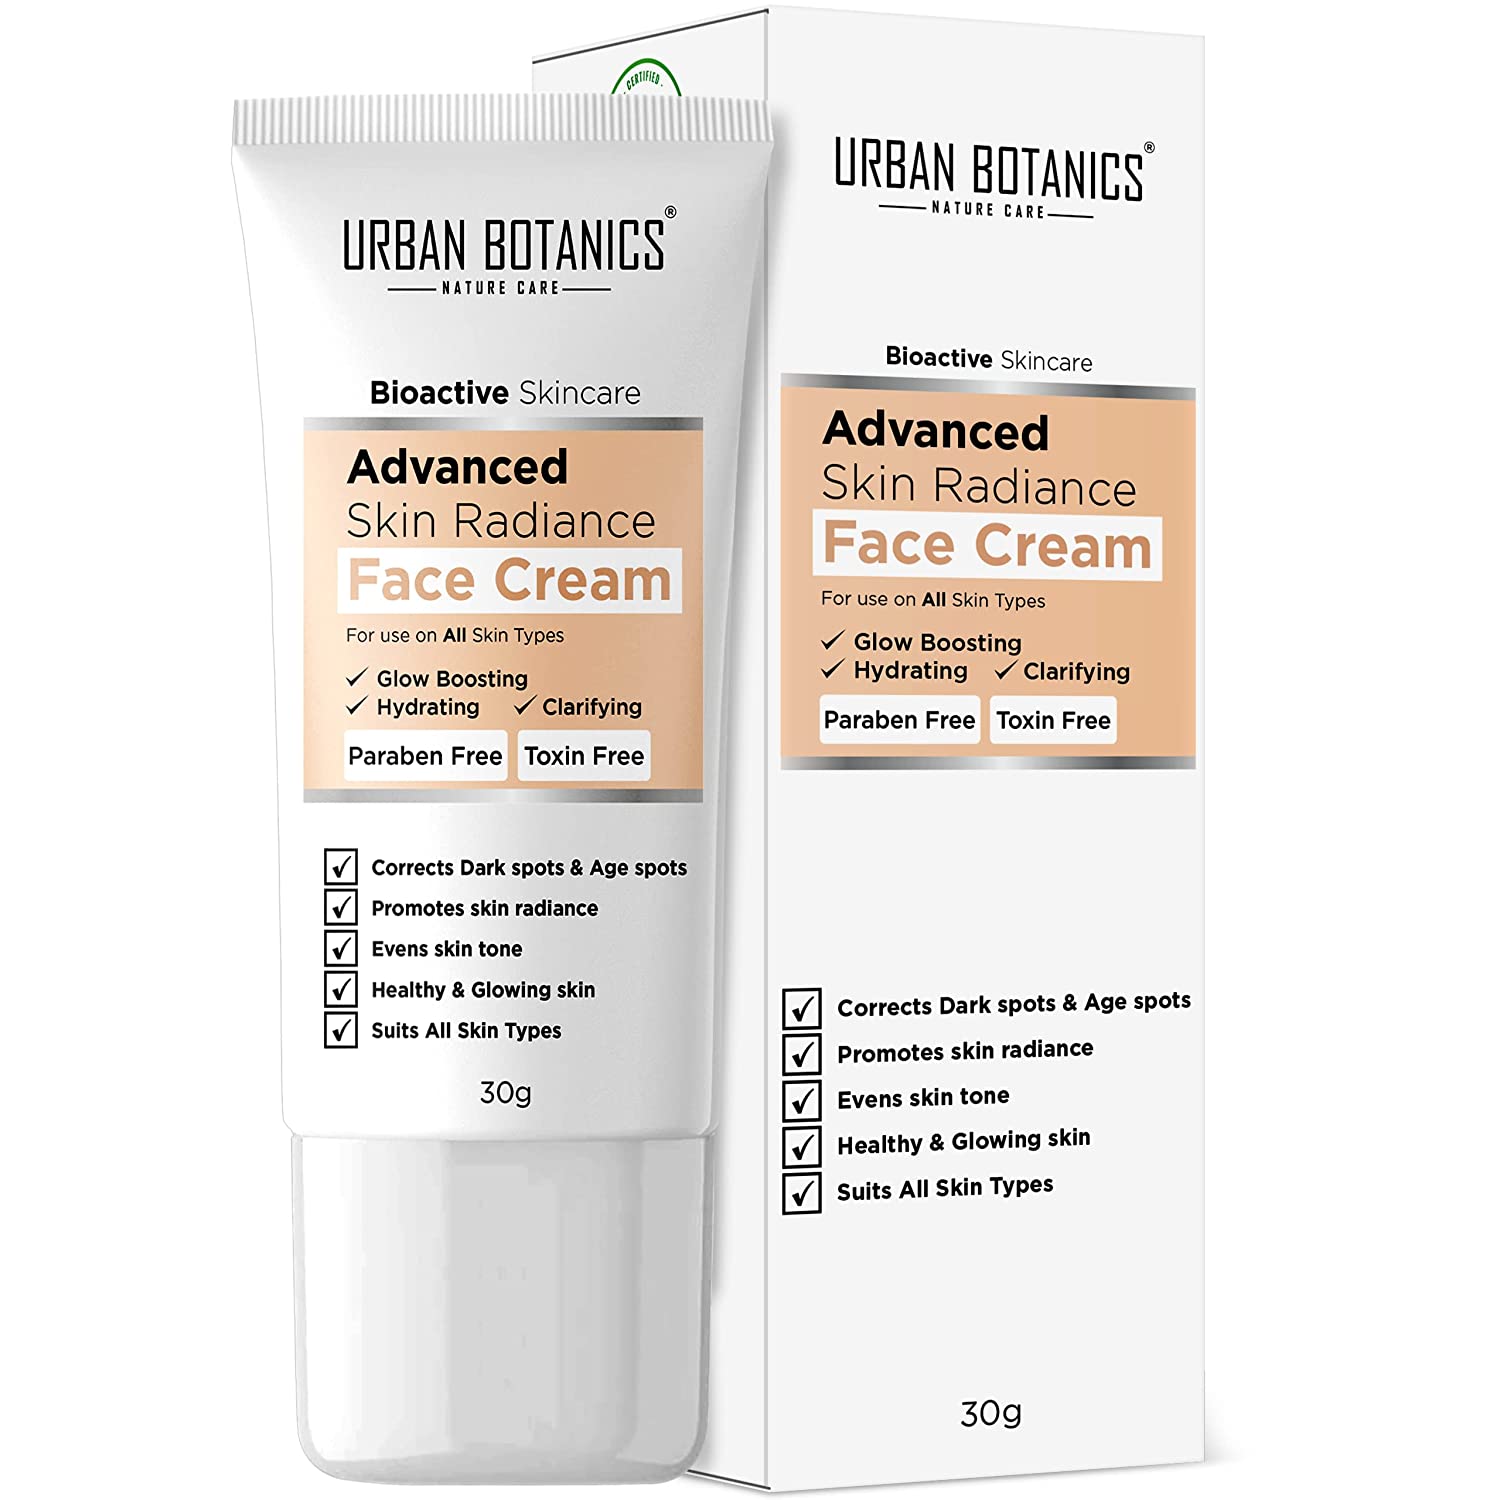 URBAN BOTANICS®
NATURE CARE
Bioactive Skincare
Advanced
Skin Radiance
Face Cream
For use on All Skin Types
✓ Glow Boosting
✓ Hydrating ✓ Clarifying
Paraben Free Toxin Free
Corrects Dark spots & Age spots
Promotes skin radiance
Evens skin tone
Healthy & Glowing skin
Suits All Skin Types
30g
CERTIFIED
URBAN BOTANICS®
NATURE CARE
Bioactive Skincare
Advanced
Skin Radiance
Face Cream
For use on All Skin Types
✓ Glow Boosting
✓ Hydrating ✓ Clarifying
Paraben Free Toxin Free
Corrects Dark spots & Age spots
Promotes skin radiance
Evens skin tone
Healthy & Glowing skin
Suits All Skin Types
30g